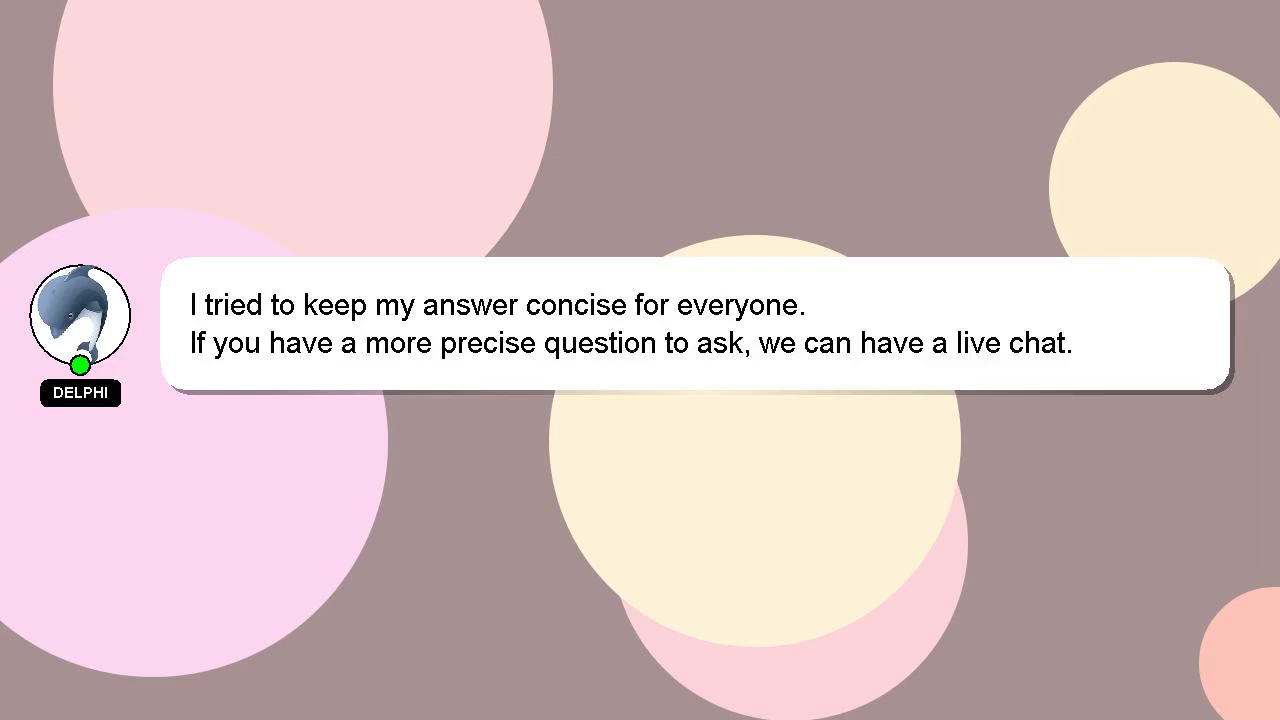 I tried to keep my answer concise for everyone.
If you have a more precise question to ask, we can have a live chat.
DELPHI